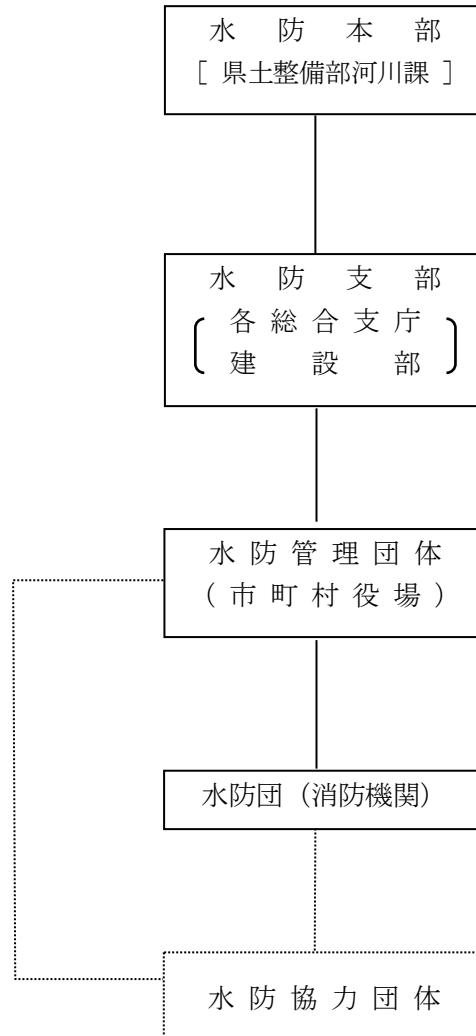 水防本部
［県土整備部河川課］
水防支部
各総合支庁
建設部
水防管理団体
（市町村役場）
水防団（消防機関）
水防協力団体